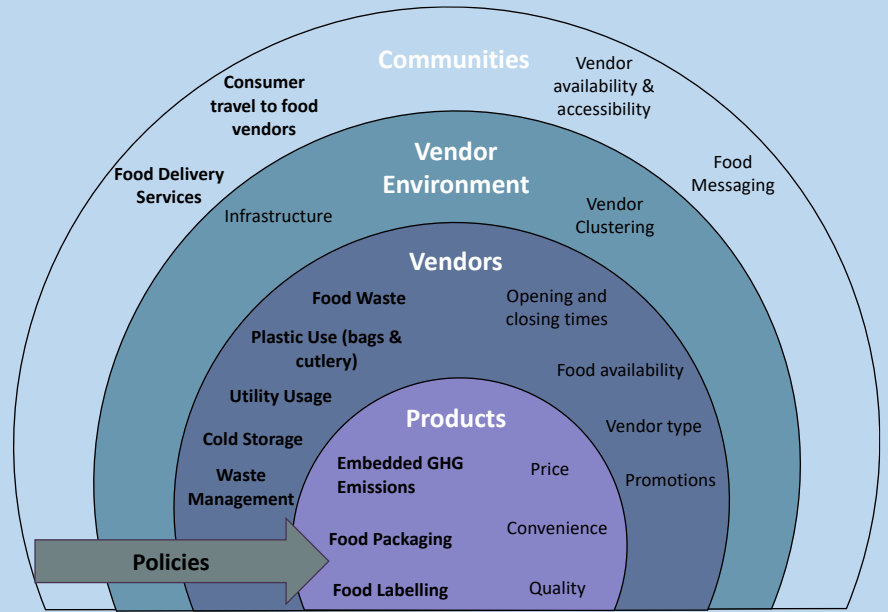 Communities
Consumer
travel to food
vendors
Vendor
availability &
accessibility
Food Delivery
Services
Food
Messaging
Vendor
Environment
Infrastructure
Vendor
Clustering
Vendors
Food Waste
Plastic Use (bags &
cutlery)
Utility Usage
Cold Storage
Waste
Management
Opening and
closing times
Food availability
Vendor type
Promotions
Products
Embedded GHG
Emissions
Food Packaging
Food Labelling
Price
Convenience
Quality
Policies